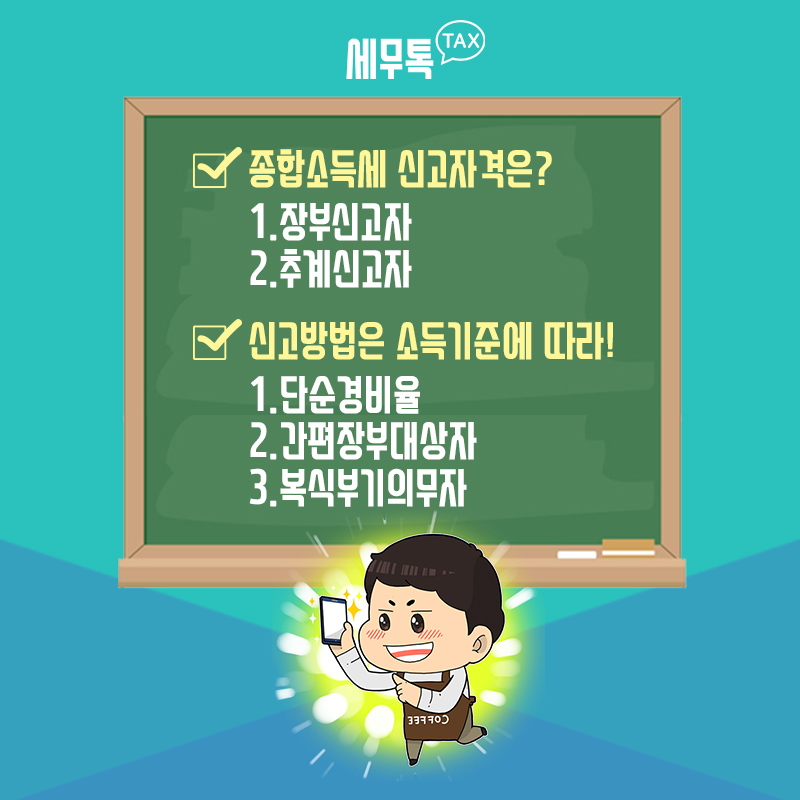 세무톡
TAX
종합소득세 신고자격은?
1.장부신고자
2.추계신고자
신고방법은 소득기준에 따라!
1.단순경비율
2.간편장부대상자
3.복식부기의무자
COFFEE